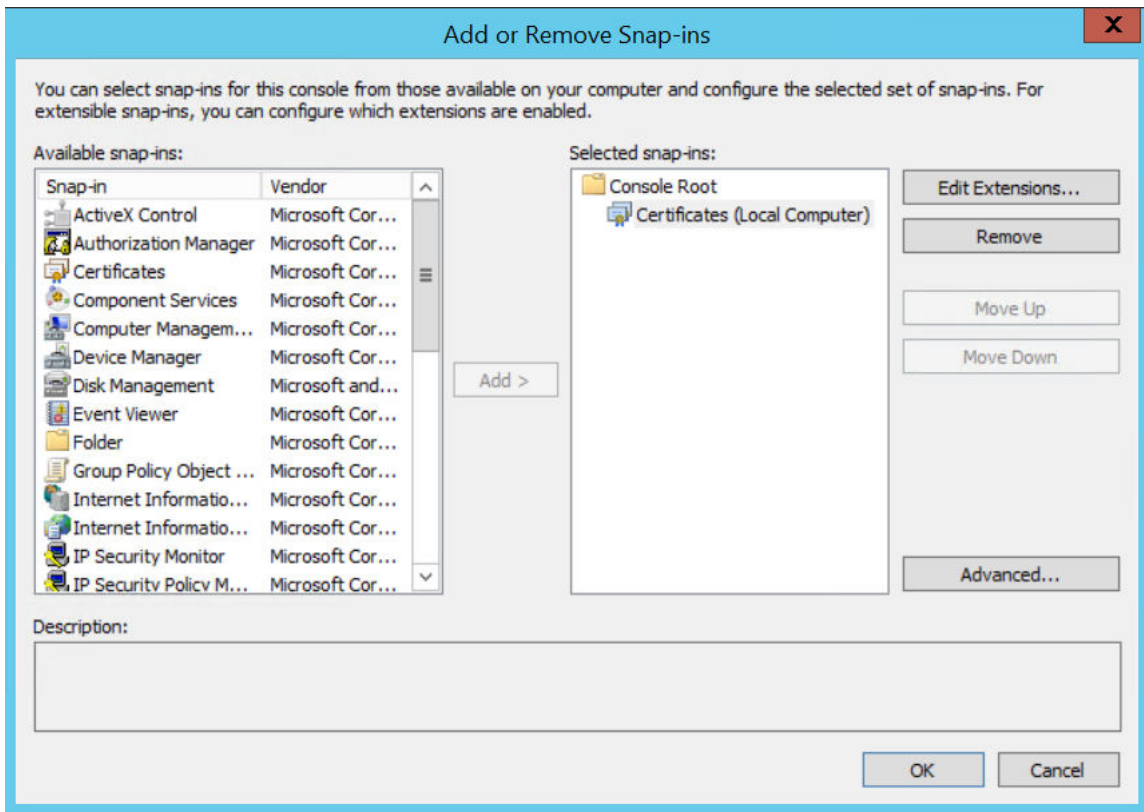 Add or Remove Snap-ins
X
You can select snap-ins for this console from those available on your computer and configure the selected set of snap-ins. For
extensible snap-ins, you can configure which extensions are enabled.
Available snap-ins:
Snap-in Vendor
ActiveX Control Microsoft Cor...
Authorization Manager Microsoft Cor...
Certificates Microsoft Cor...
Component Services Microsoft Cor...
Computer Managem... Microsoft Cor...
Device Manager Microsoft Cor...
Disk Management Microsoft and...
Event Viewer Microsoft Cor...
Folder Microsoft Cor...
Group Policy Object ... Microsoft Cor...
Internet Informatio... Microsoft Cor...
Internet Informatio... Microsoft Cor...
IP Security Monitor Microsoft Cor...
IP Security Policy M... Microsoft Cor...
Add >
Selected snap-ins:
Console Root
Certificates (Local Computer)
Edit Extensions...
Remove
Move Up
Move Down
Advanced...
Description:
OK
Cancel